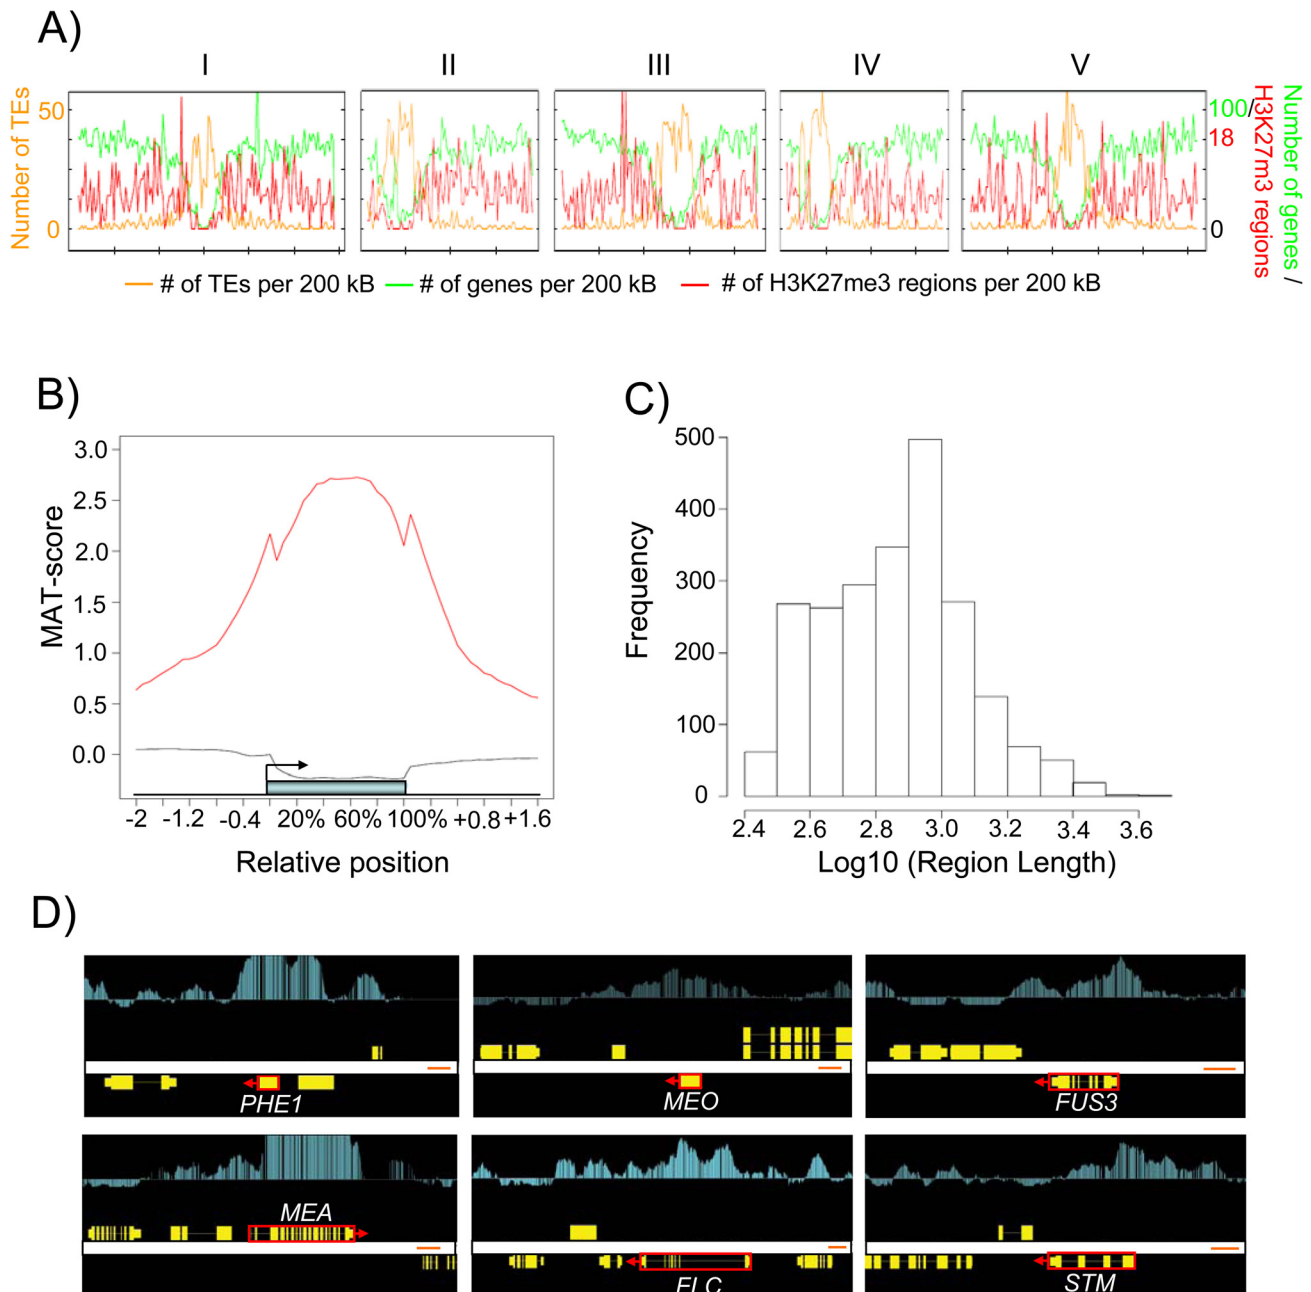 A)
I II III IV V
Number of TEs
50
0
100/
18
0
Number of genes /
H3K27m3 regions
# of TEs per 200 kB # of genes per 200 kB # of H3K27me3 regions per 200 kB
B)
MAT-score
3.0
2.5
2.0
1.5
1.0
0.5
0.0
-2 -1.2 -0.4 20% 60% 100% +0.8 +1.6
Relative position
C)
Frequency
500
400
300
200
100
0
2.4 2.6 2.8 3.0 3.2 3.4 3.6
Log10 (Region Length)
D)
PHE1 MEO FUS3
MEA
FLC STM